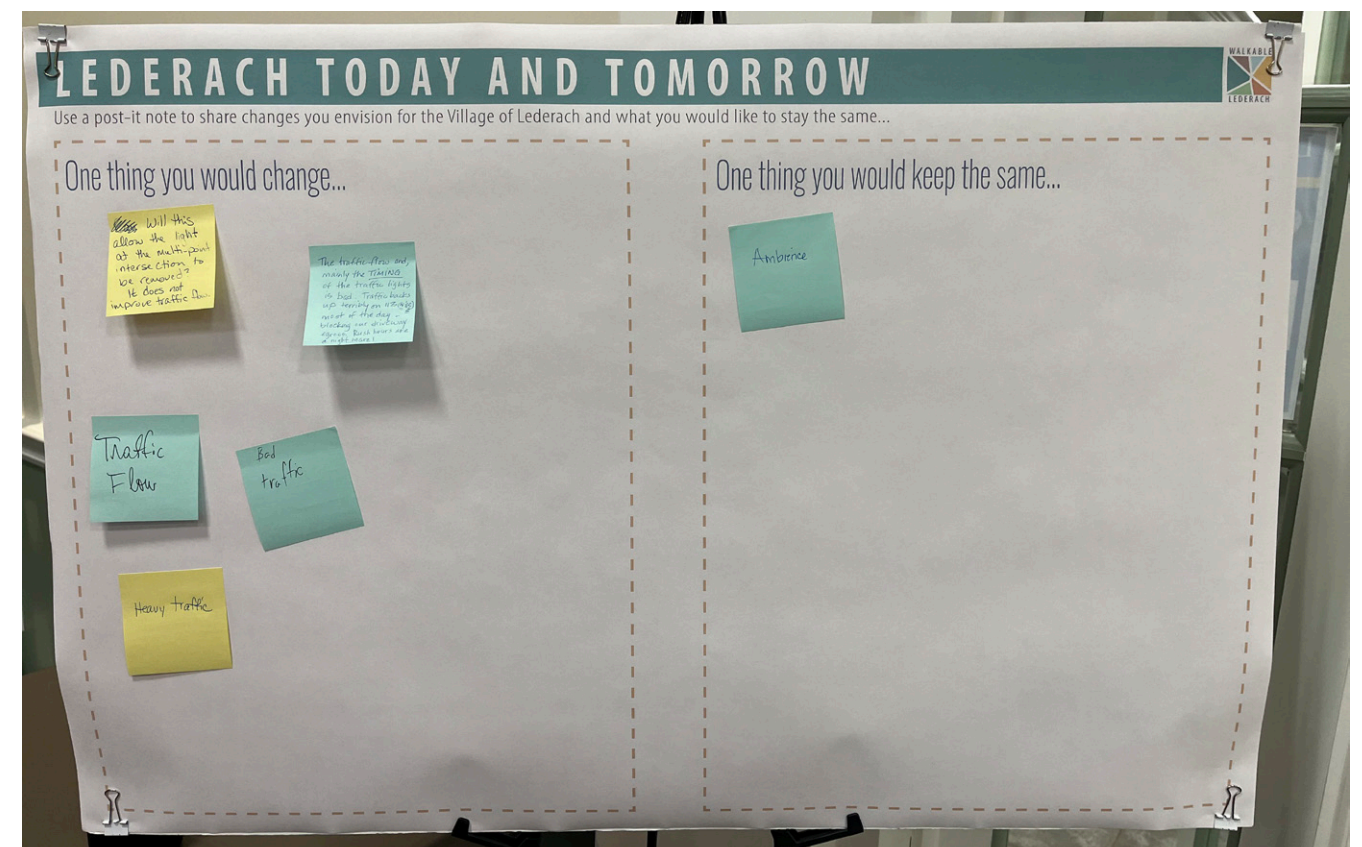 LEDERACH TODAY AND TOMORROW
WALKABLE
LEDERACH
Use a post-it note to share changes you envision for the Village of Lederach and what you would like to stay the same...
One thing you would change...
Will this
allow the light
at the multi-point
intersection to
be removed?
It does not
improve traffic flow
The traffic flow and,
mainly the TIMING
of the traffic lights
is bad. Traffic backs
up terribly on
most of the day -
blocking our driveway
egress. Rush hours are
a nightmare!
Traffic
Flow
Bad
traffic
Heavy traffic
One thing you would keep the same...
Ambience